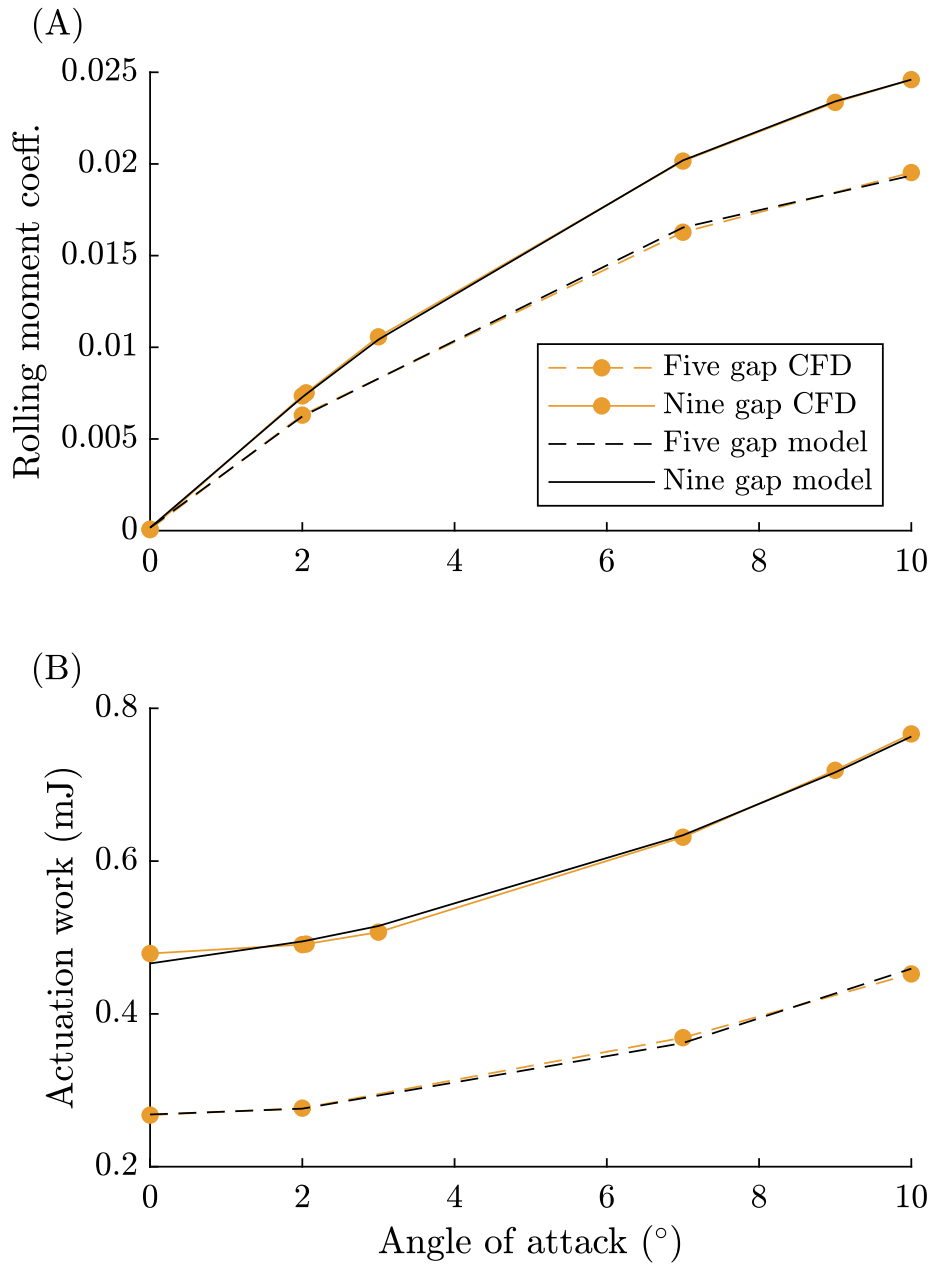 (A)
Rolling moment coeff.
0.025
0.02
0.015
0.01
0.005
0
0 2 4 6 8 10
Five gap CFD
Nine gap CFD
Five gap model
Nine gap model
(B)
Actuation work (mJ)
0.8
0.6
0.4
0.2
0 2 4 6 8 10
Angle of attack (°)